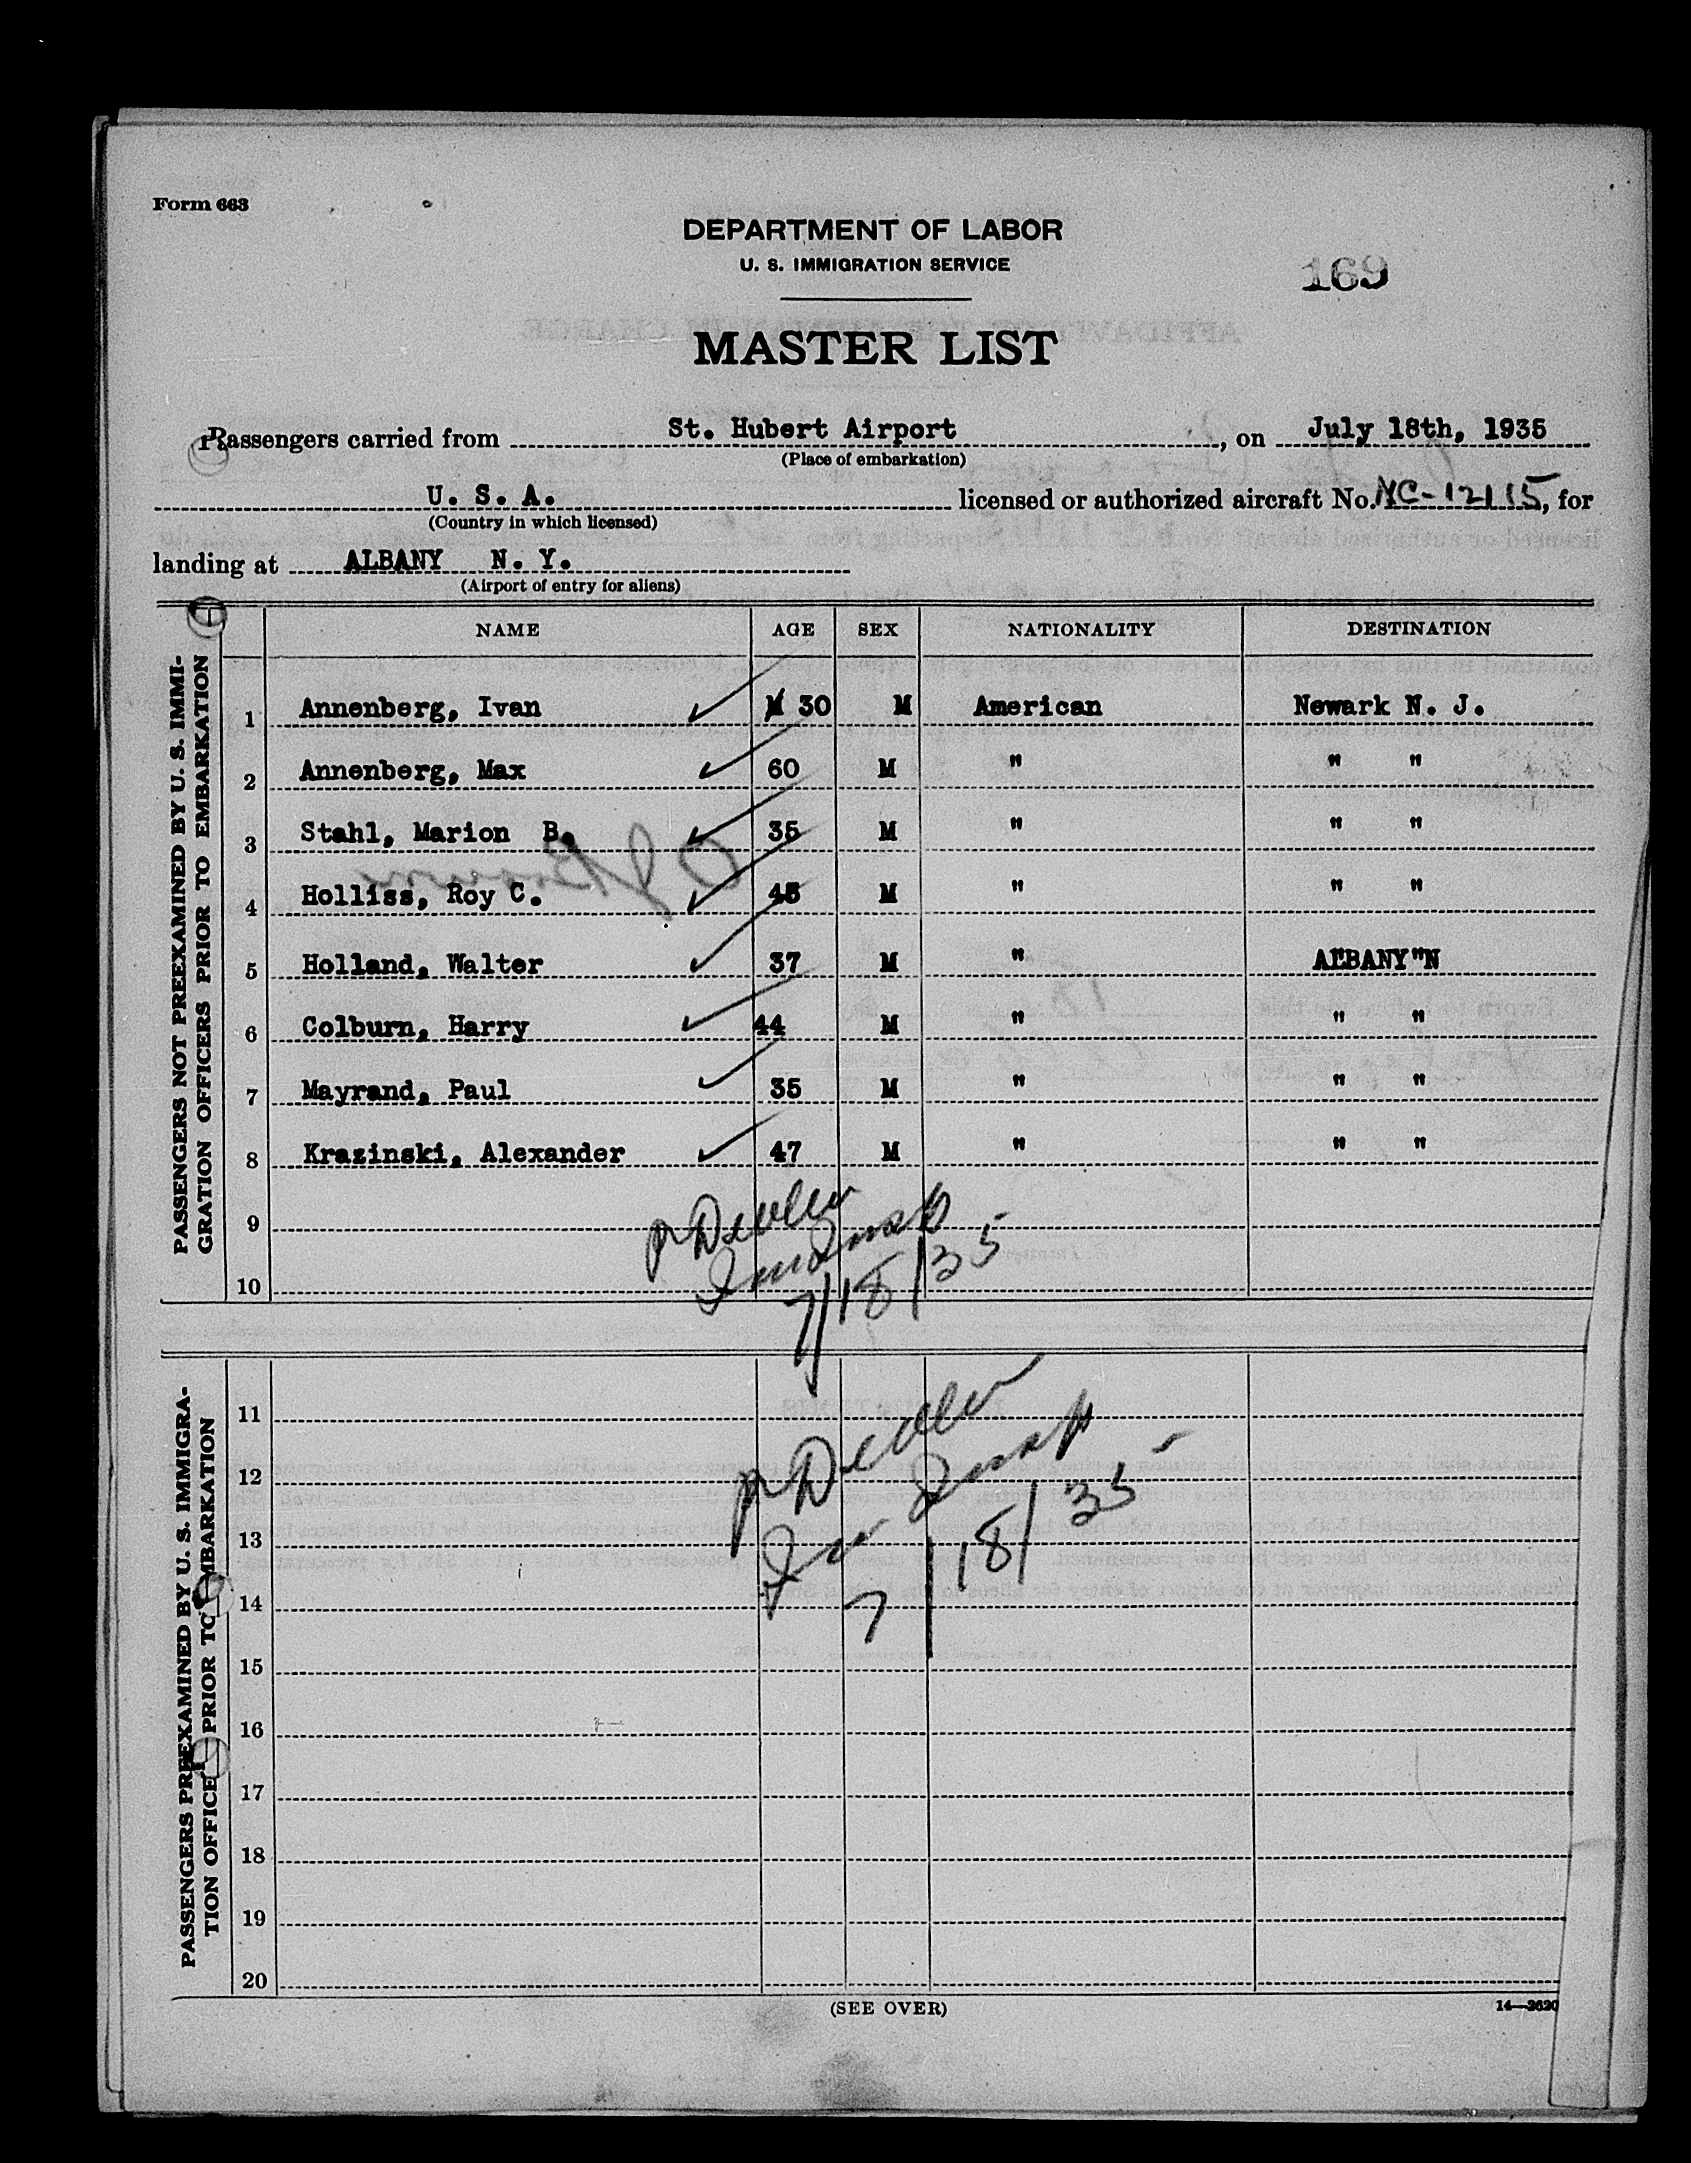 Form 663
DEPARTMENT OF LABOR
U. S. IMMIGRATION SERVICE
169
MASTER LIST
Passengers carried from St. Hubert Airport, on July 18th, 1935
(Place of embarkation)
U. S. A. licensed or authorized aircraft No. NC-12115, for
(Country in which licensed)
landing at ALBANY N. Y.
(Airport of entry for aliens)
PASSENGERS NOT PREEXAMINED BY U. S. IMMI-
GRATION OFFICERS PRIOR TO EMBARKATION
NAME AGE SEX NATIONALITY DESTINATION
1 Annenberg, Ivan 30 M American Newark N. J.
2 Annenberg, Max 60 M " " "
3 Stahl, Marion B. 35 M " " "
4 Holliss, Roy C. 45 M " " "
5 Holland, Walter 37 M " ALBANY "N
6 Colburn, Harry 44 M " " "
7 Mayrand, Paul 35 M " " "
8 Krazinski, Alexander 47 M " " "
9
10
7/18/35
PASSENGERS PREEXAMINED BY U. S. IMMIGRA-
TION OFFICE PRIOR TO EMBARKATION
11
12
13
7/18/35
14
15
16
17
18
19
20
(SEE OVER)
14—2620